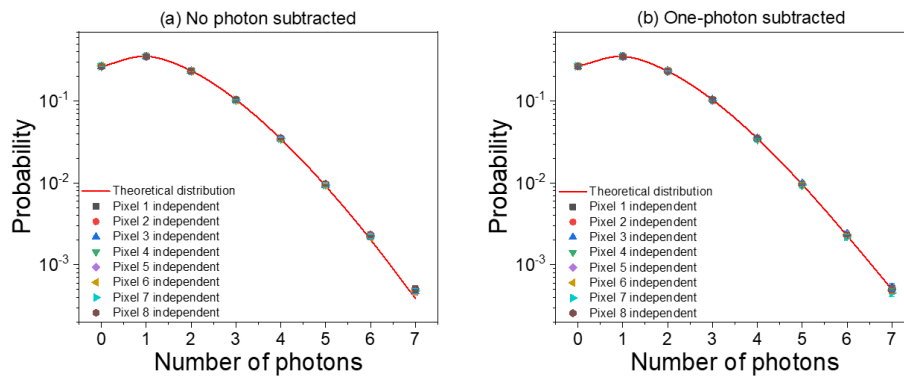 (a) No photon subtracted
Probability
10⁻¹
10⁻²
10⁻³
Theoretical distribution
Pixel 1 independent
Pixel 2 independent
Pixel 3 independent
Pixel 4 independent
Pixel 5 independent
Pixel 6 independent
Pixel 7 independent
Pixel 8 independent
0 1 2 3 4 5 6 7
Number of photons
(b) One-photon subtracted
Probability
10⁻¹
10⁻²
10⁻³
Theoretical distribution
Pixel 1 independent
Pixel 2 independent
Pixel 3 independent
Pixel 4 independent
Pixel 5 independent
Pixel 6 independent
Pixel 7 independent
Pixel 8 independent
0 1 2 3 4 5 6 7
Number of photons